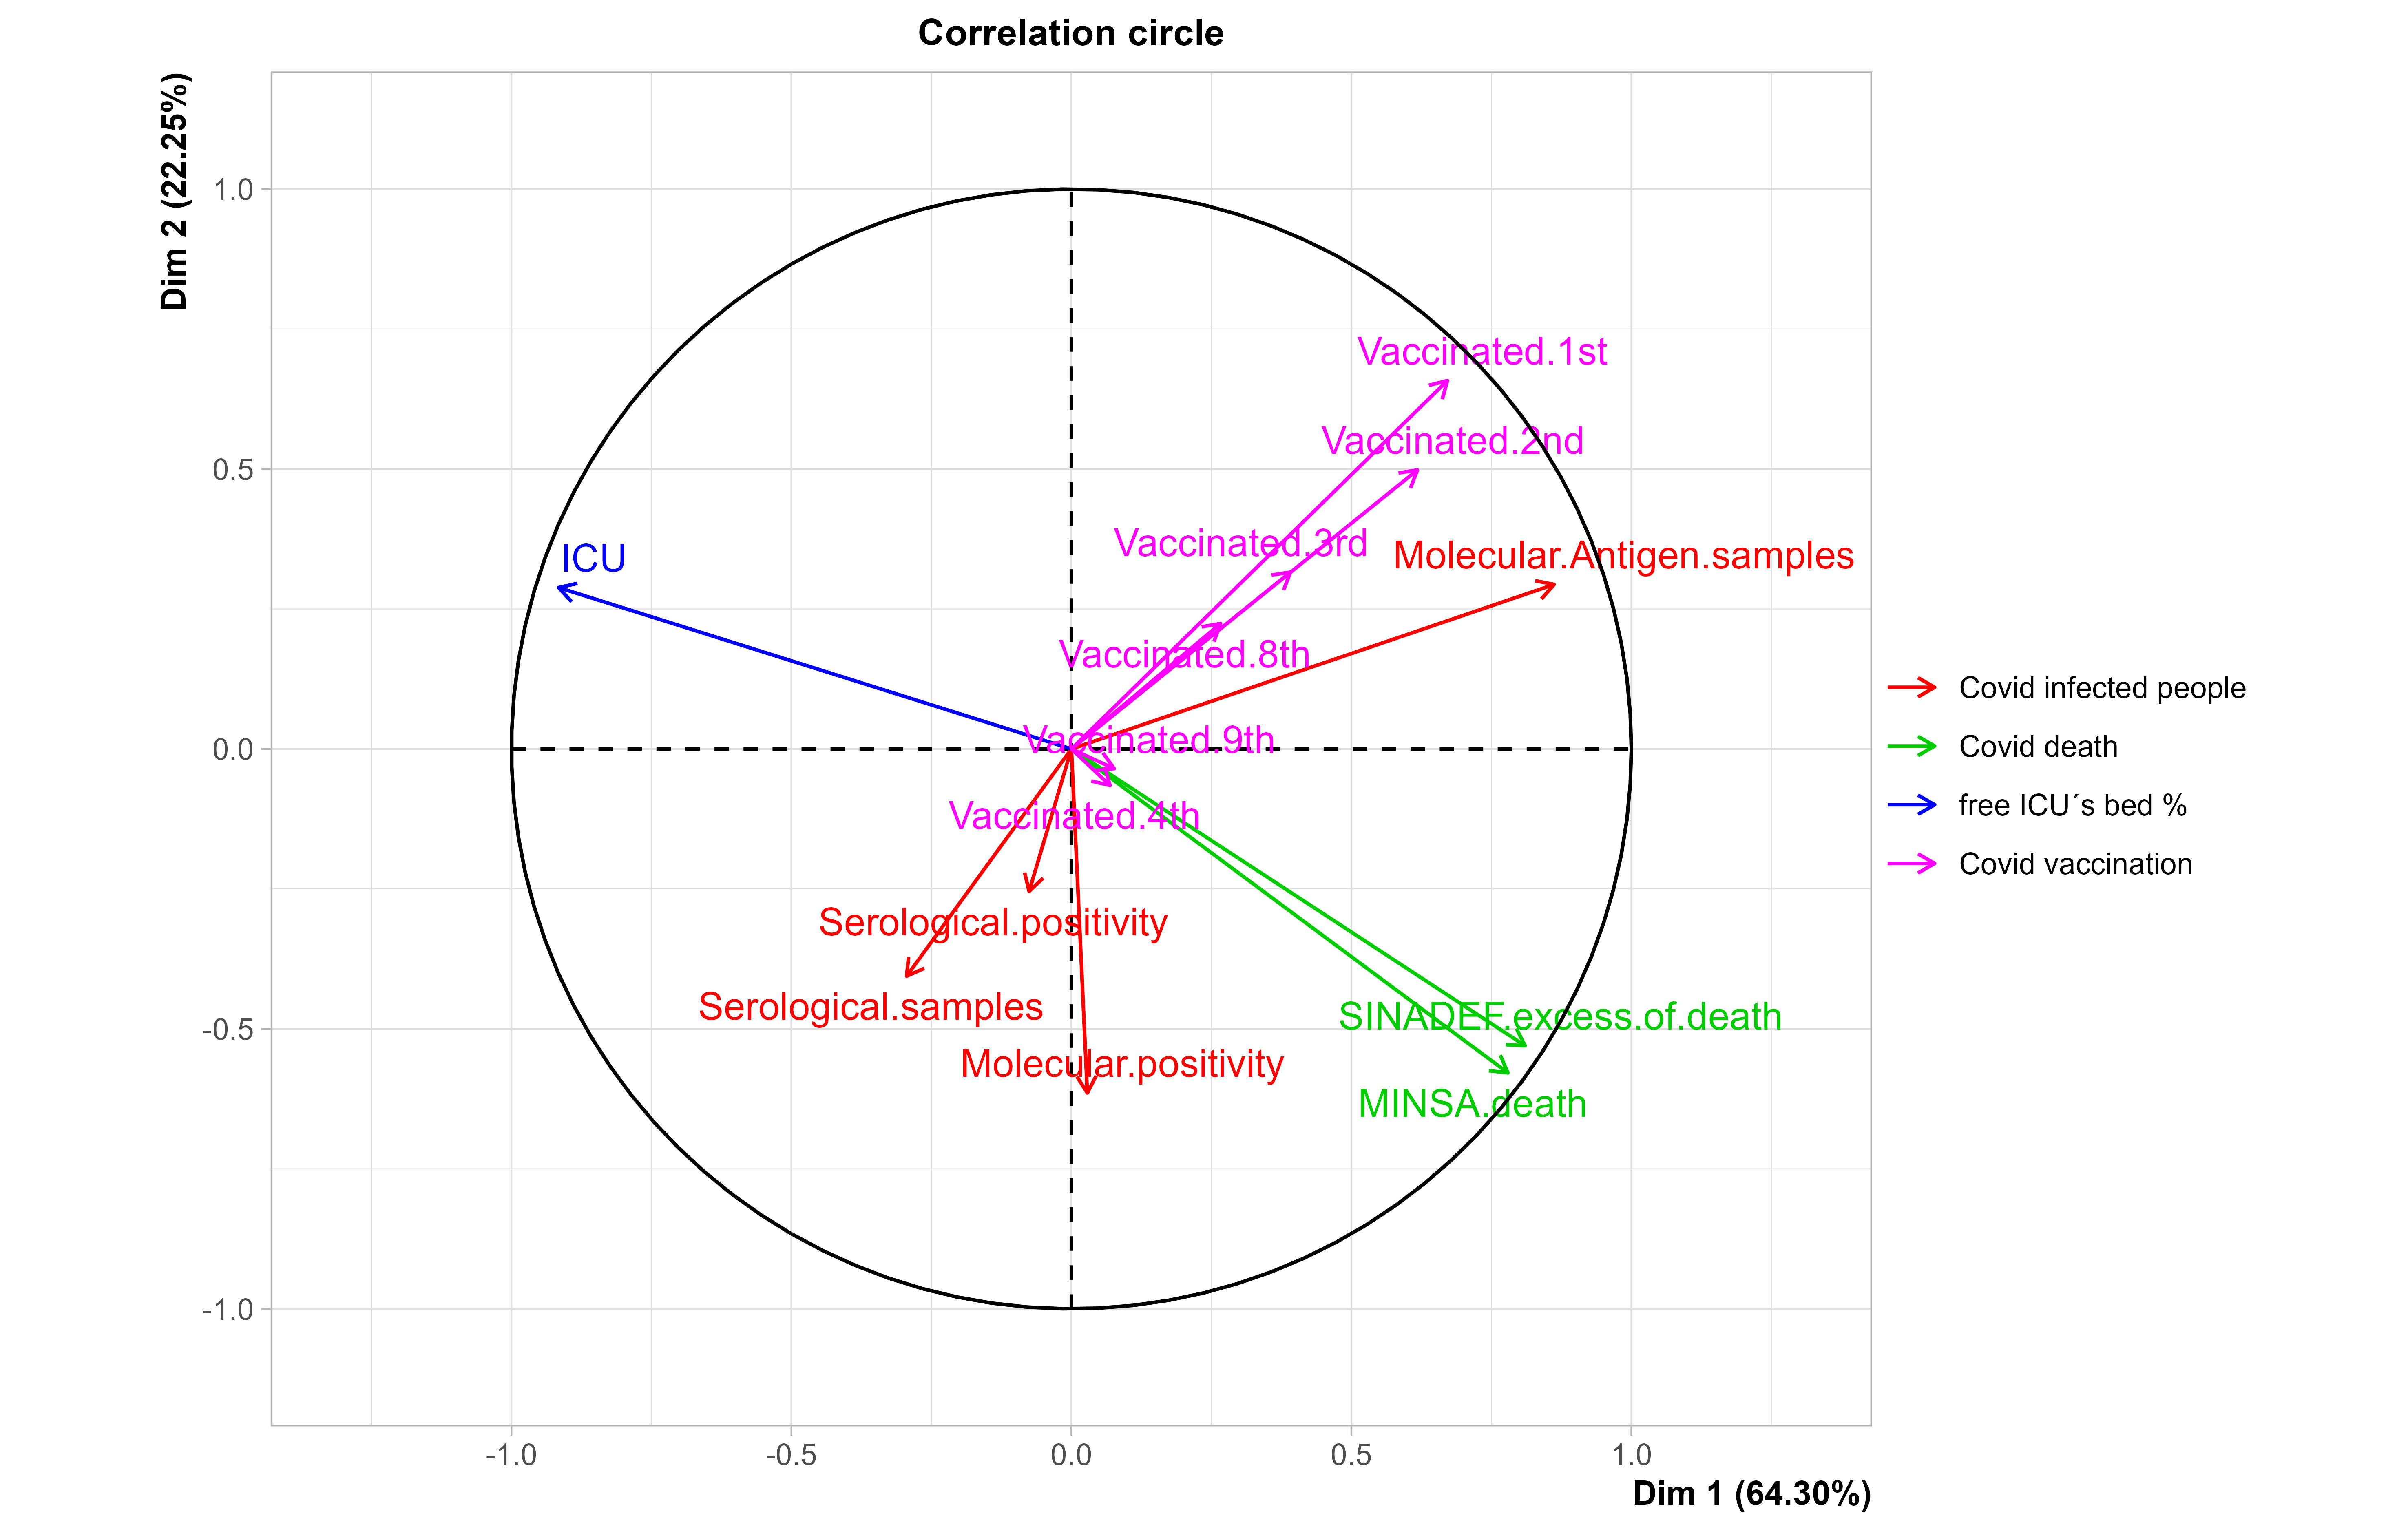 Correlation circle
Dim 2 (22.25%)
1.0
0.5
0.0
-0.5
-1.0
Vaccinated.1st
Vaccinated.2nd
Vaccinated.3rd
Molecular.Antigen.samples
ICU
Vaccinated.8th
Vaccinated.9th
Vaccinated.4th
Serological.positivity
Serological.samples
SINADEF.excess.of.death
Molecular.positivity
MINSA.death
Covid infected people
Covid death
free ICU´s bed %
Covid vaccination
-1.0
-0.5
0.0
0.5
1.0
Dim 1 (64.30%)